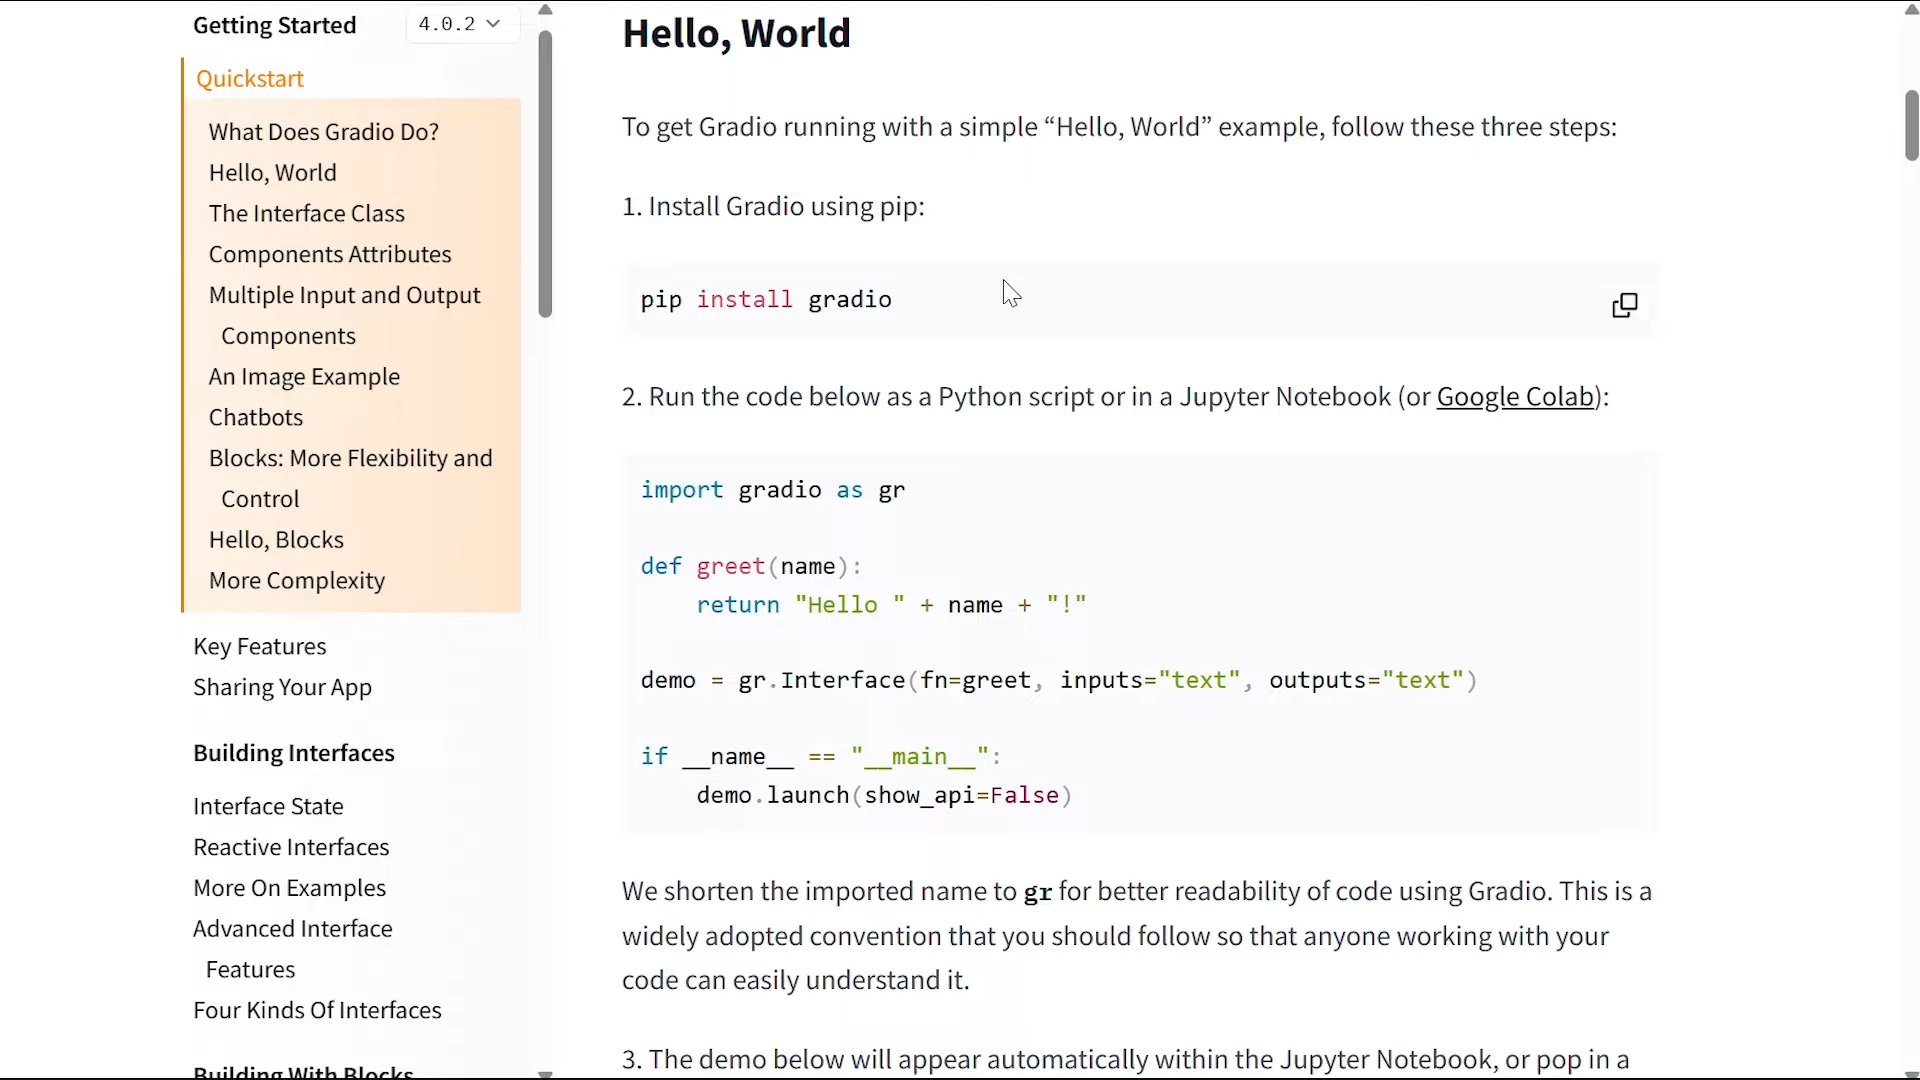 Getting Started
4.0.2
Quickstart
What Does Gradio Do?
Hello, World
The Interface Class
Components Attributes
Multiple Input and Output
Components
An Image Example
Chatbots
Blocks: More Flexibility and
Control
Hello, Blocks
More Complexity
Key Features
Sharing Your App
Building Interfaces
Interface State
Reactive Interfaces
More On Examples
Advanced Interface
Features
Four Kinds Of Interfaces
Building With Blocks
Hello, World
To get Gradio running with a simple “Hello, World” example, follow these three steps:
1. Install Gradio using pip:
pip install gradio
2. Run the code below as a Python script or in a Jupyter Notebook (or Google Colab):
import gradio as gr
def greet(name):
    return "Hello " + name + "!"
demo = gr.Interface(fn=greet, inputs="text", outputs="text")
if __name__ == "__main__":
    demo.launch(show_api=False)
We shorten the imported name to gr for better readability of code using Gradio. This is a
widely adopted convention that you should follow so that anyone working with your
code can easily understand it.
3. The demo below will appear automatically within the Jupyter Notebook, or pop in a